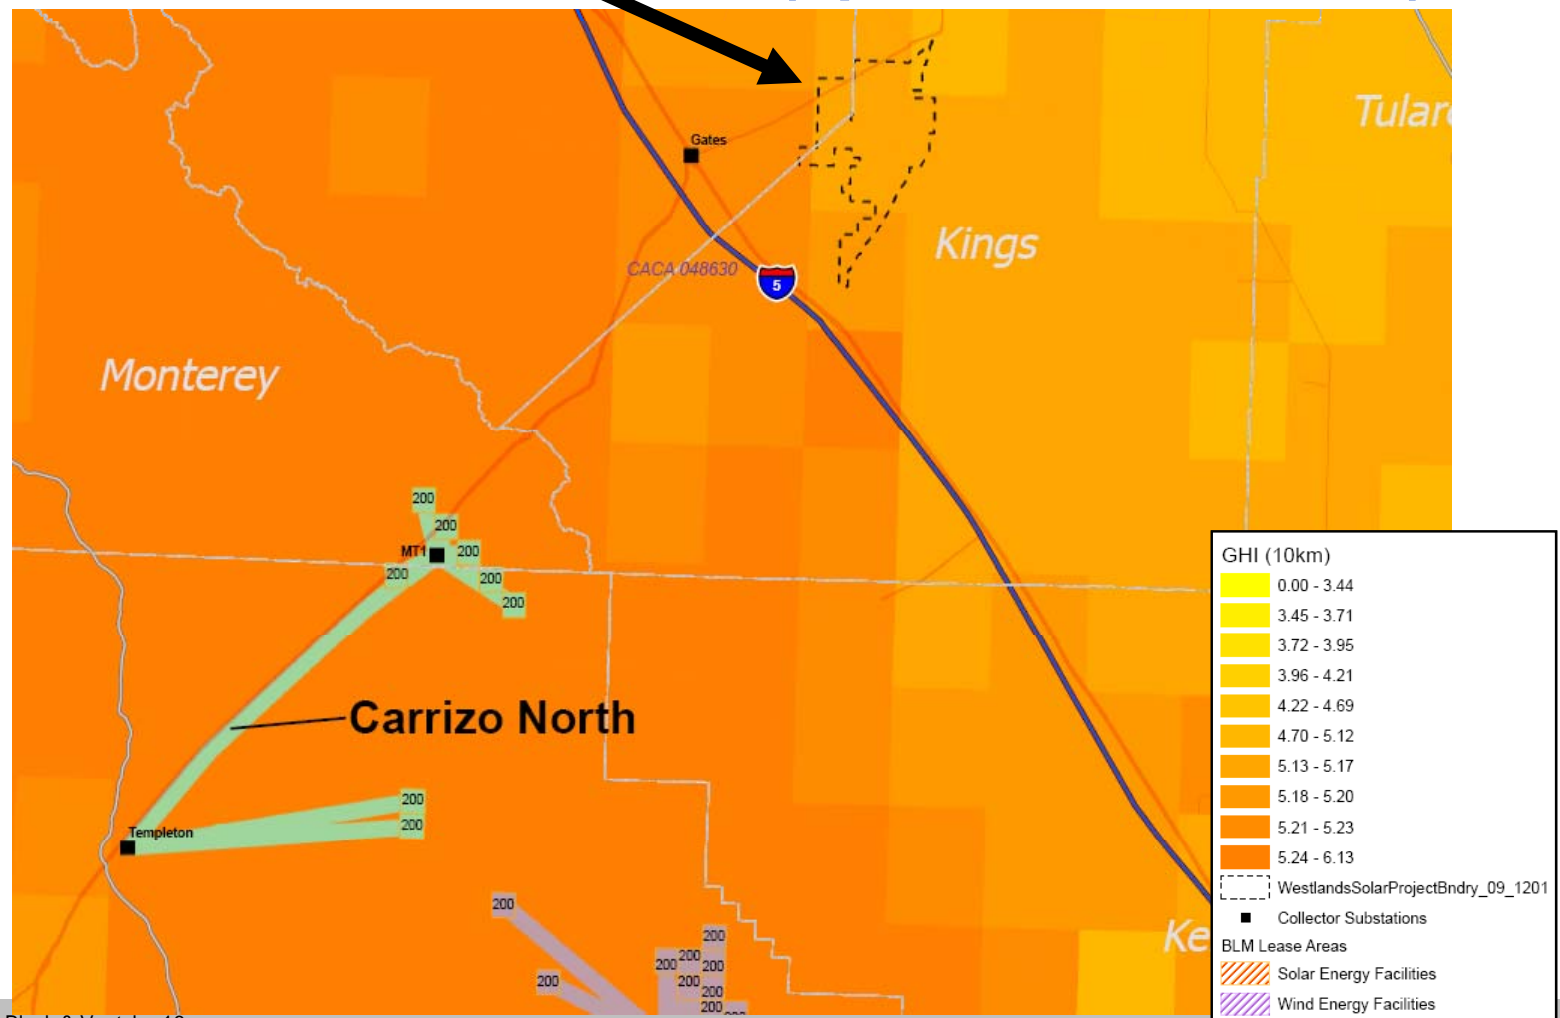 Tular
Gates
Kings
CACA 048630
5
Monterey
200
200
MT1
200
200
200
200
Carrizo North
200
200
Templeton
200
200
200
200
200
200
200
200
200
Ke
GHI (10km)
0.00 - 3.44
3.45 - 3.71
3.72 - 3.95
3.96 - 4.21
4.22 - 4.69
4.70 - 5.12
5.13 - 5.17
5.18 - 5.20
5.21 - 5.23
5.24 - 6.13
WestlandsSolarProjectBndry_09_1201
Collector Substations
BLM Lease Areas
Solar Energy Facilities
Wind Energy Facilities